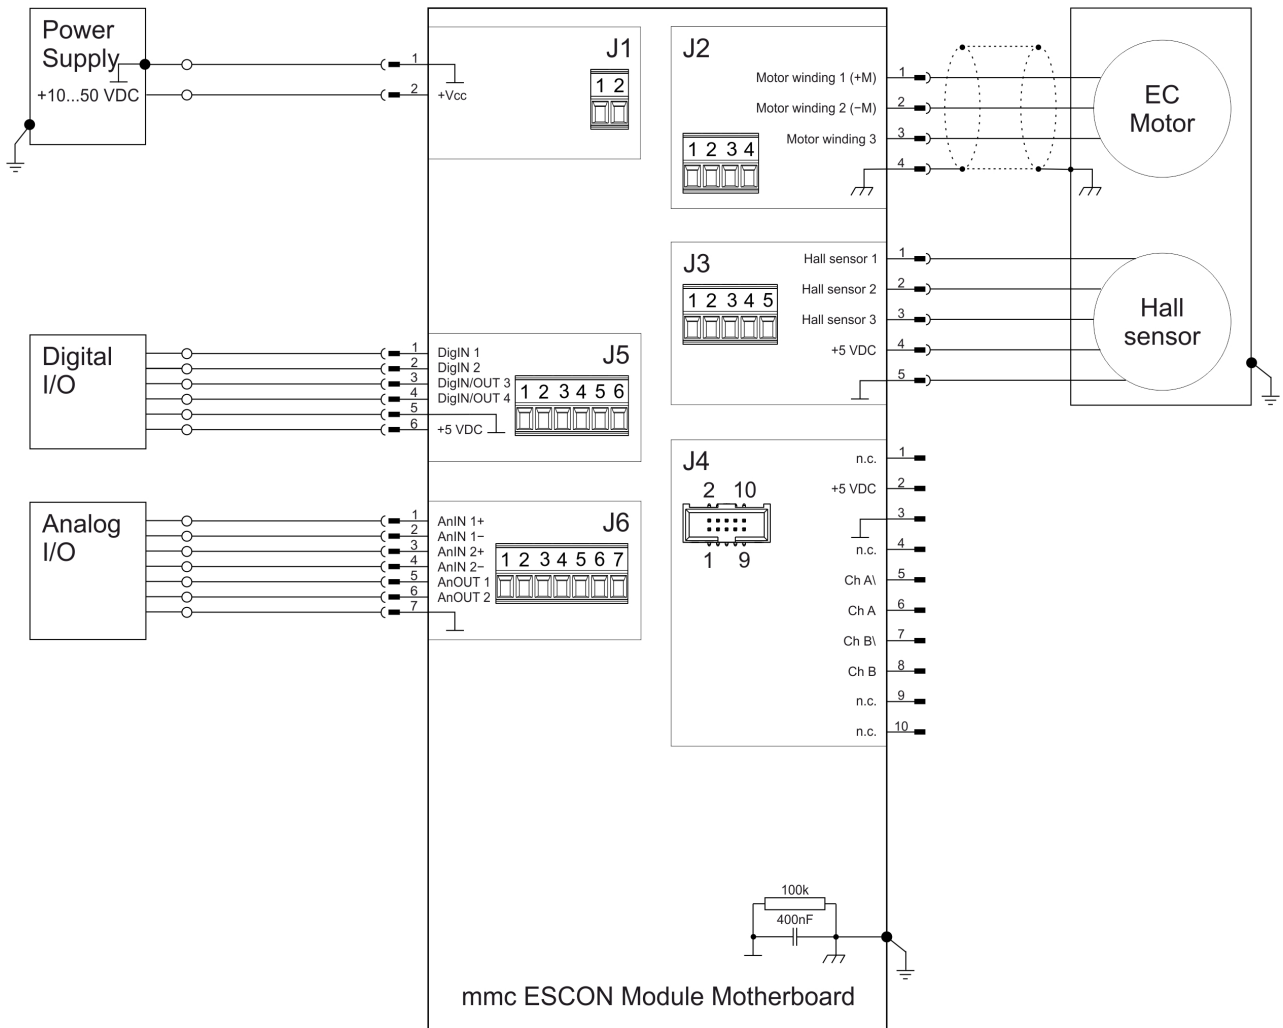 Power
Supply
+10...50 VDC
1
2
+Vcc
J1
1 2
J2
Motor winding 1 (+M)
Motor winding 2 (−M)
Motor winding 3
1 2 3 4
1
2
3
4
EC
Motor
J3
Hall sensor 1
Hall sensor 2
Hall sensor 3
+5 VDC
1 2 3 4 5
1
2
3
4
5
Hall
sensor
Digital
I/O
1
2
3
4
5
6
DigIN 1
DigIN 2
DigIN/OUT 3
DigIN/OUT 4
+5 VDC
J5
1 2 3 4 5 6
Analog
I/O
1
2
3
4
5
6
7
AnIN 1+
AnIN 1−
AnIN 2+
AnIN 2−
AnOUT 1
AnOUT 2
J6
1 2 3 4 5 6 7
J4
2 10
1 9
n.c.
+5 VDC
n.c.
Ch A\
Ch A
Ch B\
Ch B
n.c.
n.c.
1
2
3
4
5
6
7
8
9
10
100k
400nF
mmc ESCON Module Motherboard